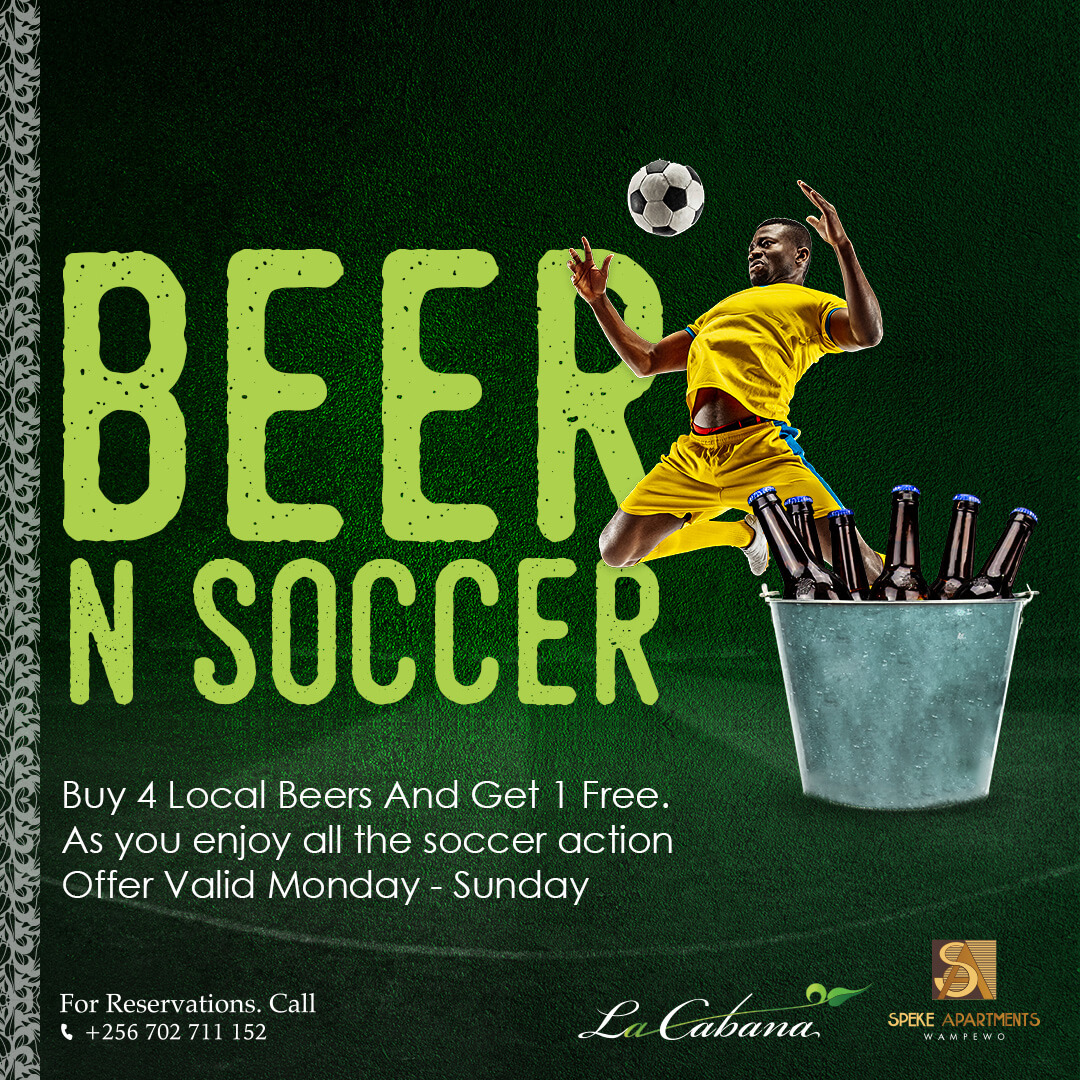 BEER
N SOCCER
Buy 4 Local Beers And Get 1 Free.
As you enjoy all the soccer action
Offer Valid Monday - Sunday
For Reservations. Call
+256 702 711 152
La Cabana
SA
SPEKE APARTMENTS
WAMPEWO